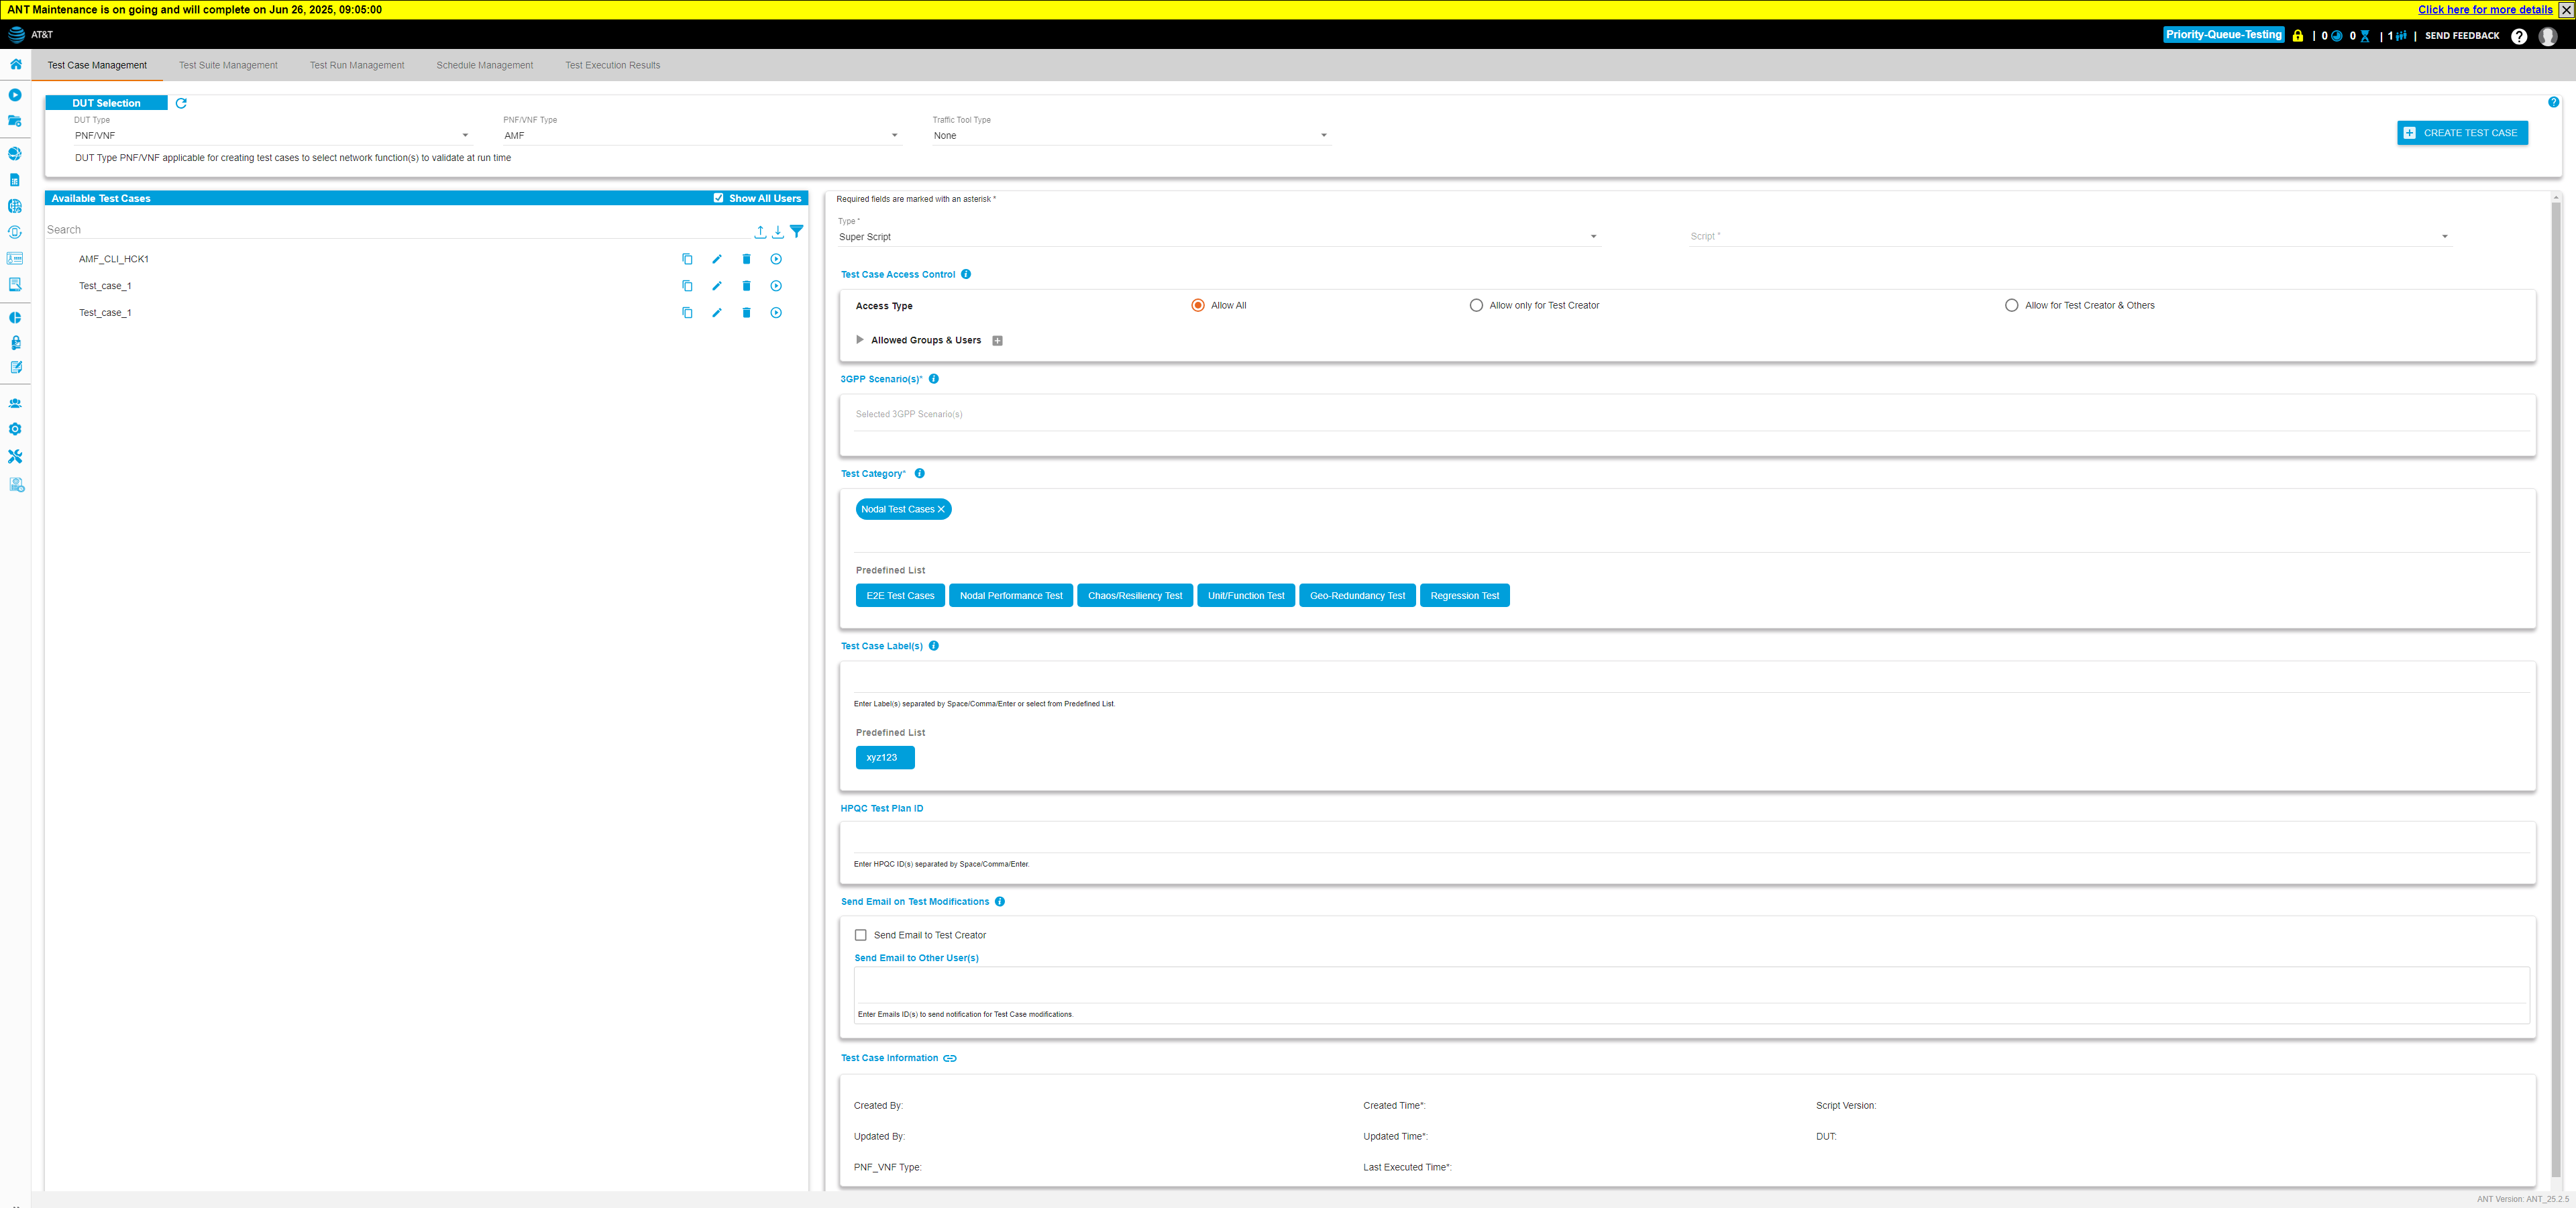 ANT Maintenance is on going and will complete on Jun 26, 2025, 09:05:00 Click here for more details
AT&T Priority-Queue-Testing | 0 0 | 1 | SEND FEEDBACK ?
Test Case Management Test Suite Management Test Run Management Schedule Management Test Execution Results
DUT Selection
DUT Type PNF/VNF Type Traffic Tool Type
PNF/VNF AMF None CREATE TEST CASE
DUT Type PNF/VNF applicable for creating test cases to select network function(s) to validate at run time
Available Test Cases Show All Users
Search
AMF_CLI_HCK1
Test_case_1
Test_case_1
Required fields are marked with an asterisk *
Type *
Super Script Script *
Test Case Access Control
Access Type Allow All Allow only for Test Creator Allow for Test Creator & Others
Allowed Groups & Users
3GPP Scenario(s)*
Selected 3GPP Scenario(s)
Test Category*
Nodal Test Cases
Predefined List
E2E Test Cases Nodal Performance Test Chaos/Resiliency Test Unit/Function Test Geo-Redundancy Test Regression Test
Test Case Label(s)
Enter Label(s) separated by Space/Comma/Enter or select from Predefined List.
Predefined List
xyz123
HPQC Test Plan ID
Enter HPQC ID(s) separated by Space/Comma/Enter.
Send Email on Test Modifications
Send Email to Test Creator
Send Email to Other User(s)
Enter Emails ID(s) to send notification for Test Case modifications.
Test Case Information
Created By: Created Time*: Script Version:
Updated By: Updated Time*: DUT:
PNF_VNF Type: Last Executed Time*:
ANT Version: ANT_25.2.5